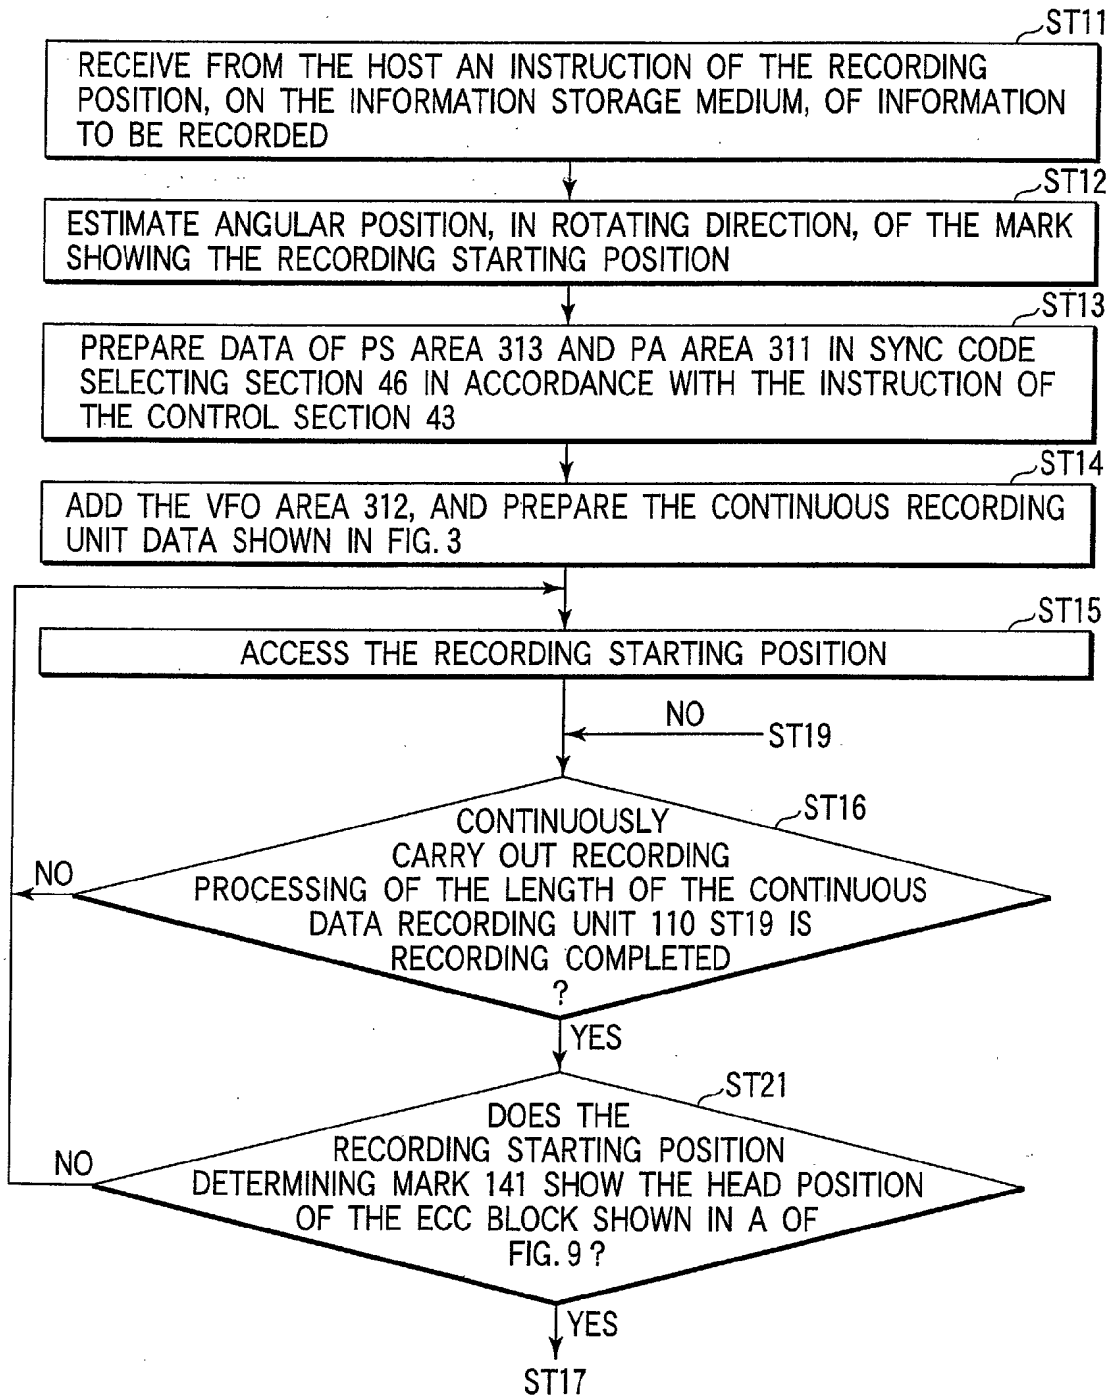 ST11
RECEIVE FROM THE HOST AN INSTRUCTION OF THE RECORDING
POSITION, ON THE INFORMATION STORAGE MEDIUM, OF INFORMATION
TO BE RECORDED
ST12
ESTIMATE ANGULAR POSITION, IN ROTATING DIRECTION, OF THE MARK
SHOWING THE RECORDING STARTING POSITION
ST13
PREPARE DATA OF PS AREA 313 AND PA AREA 311 IN SYNC CODE
SELECTING SECTION 46 IN ACCORDANCE WITH THE INSTRUCTION OF
THE CONTROL SECTION 43
ST14
ADD THE VFO AREA 312, AND PREPARE THE CONTINUOUS RECORDING
UNIT DATA SHOWN IN FIG. 3
ST15
ACCESS THE RECORDING STARTING POSITION
NO
ST19
ST16
CONTINUOUSLY
CARRY OUT RECORDING
PROCESSING OF THE LENGTH OF THE CONTINUOUS
DATA RECORDING UNIT 110 ST19 IS
RECORDING COMPLETED
?
NO
YES
ST21
DOES THE
RECORDING STARTING POSITION
DETERMINING MARK 141 SHOW THE HEAD POSITION
OF THE ECC BLOCK SHOWN IN A OF
FIG. 9 ?
NO
YES
ST17